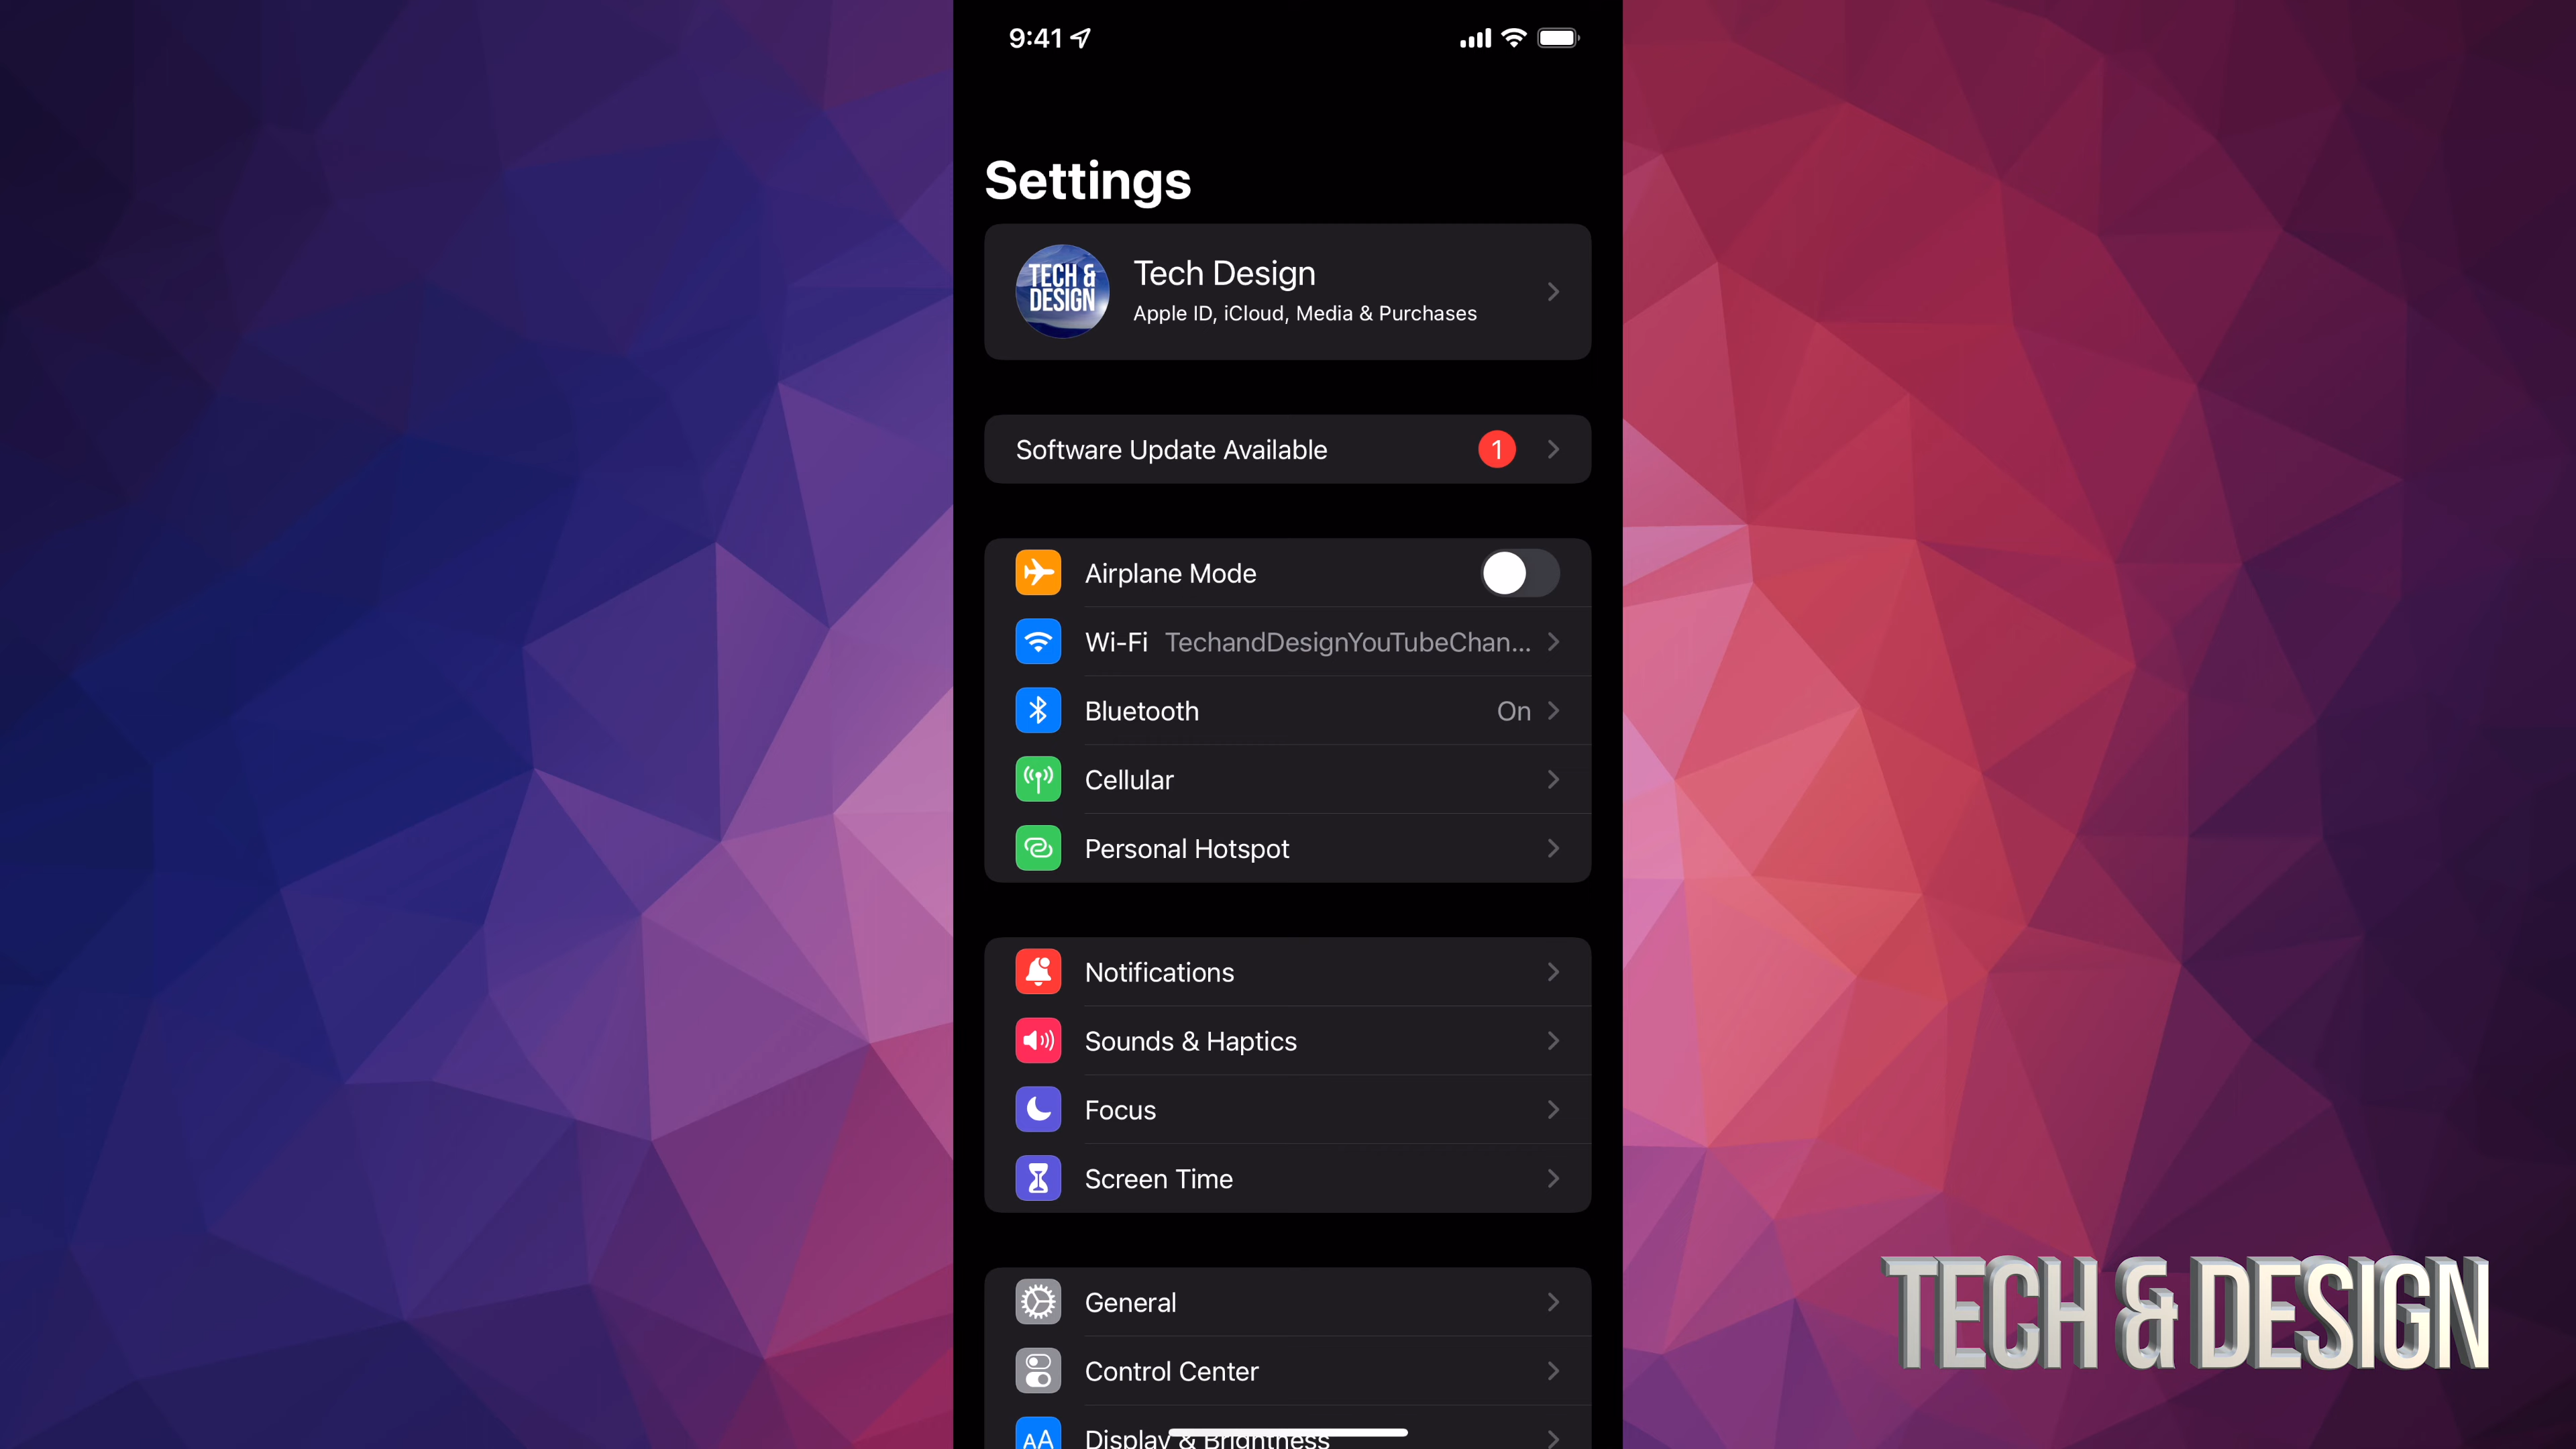 9:41
Settings
TECH &
DESIGN
Tech Design
Apple ID, iCloud, Media & Purchases
Software Update Available 1
Airplane Mode
Wi-Fi TechandDesignYouTubeChan...
Bluetooth On
Cellular
Personal Hotspot
Notifications
Sounds & Haptics
Focus
Screen Time
General
Control Center
AA Display & Brightness
TECH & DESIGN